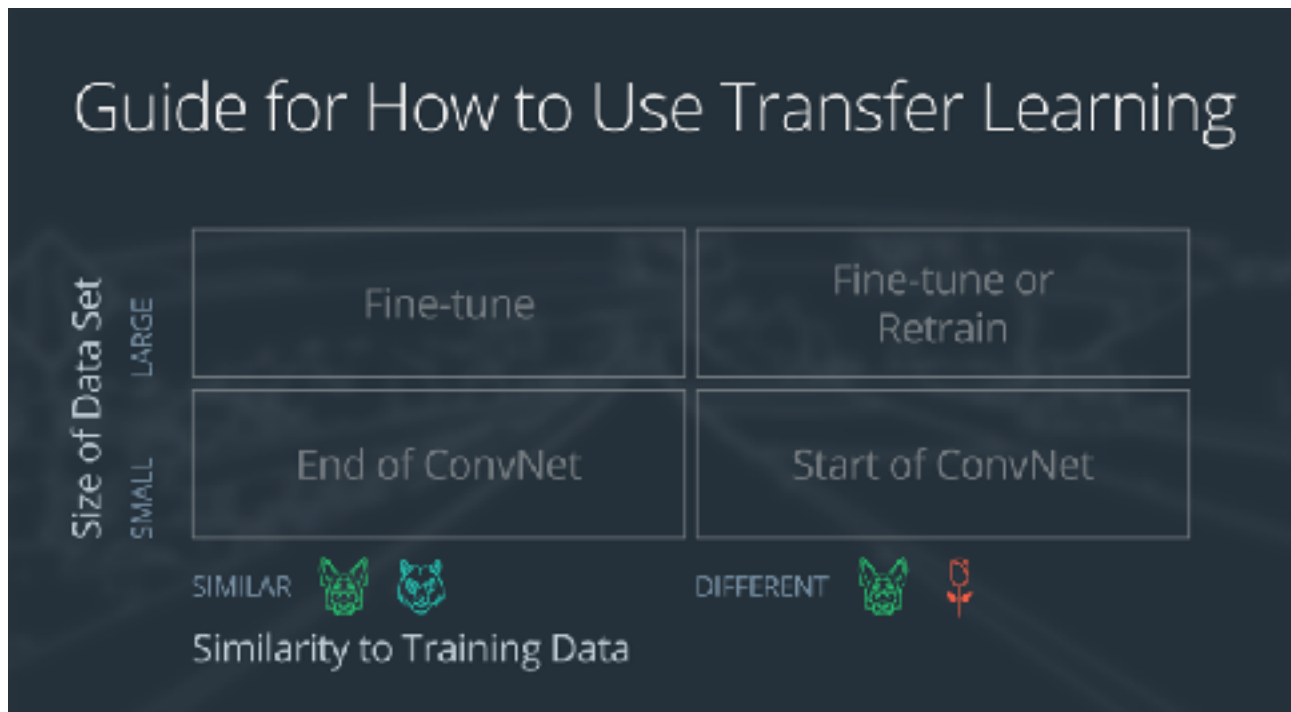 Guide for How to Use Transfer Learning
Size of Data Set
LARGE
Fine-tune
Fine-tune or
Retrain
SMALL
End of ConvNet
Start of ConvNet
SIMILAR
DIFFERENT
Similarity to Training Data